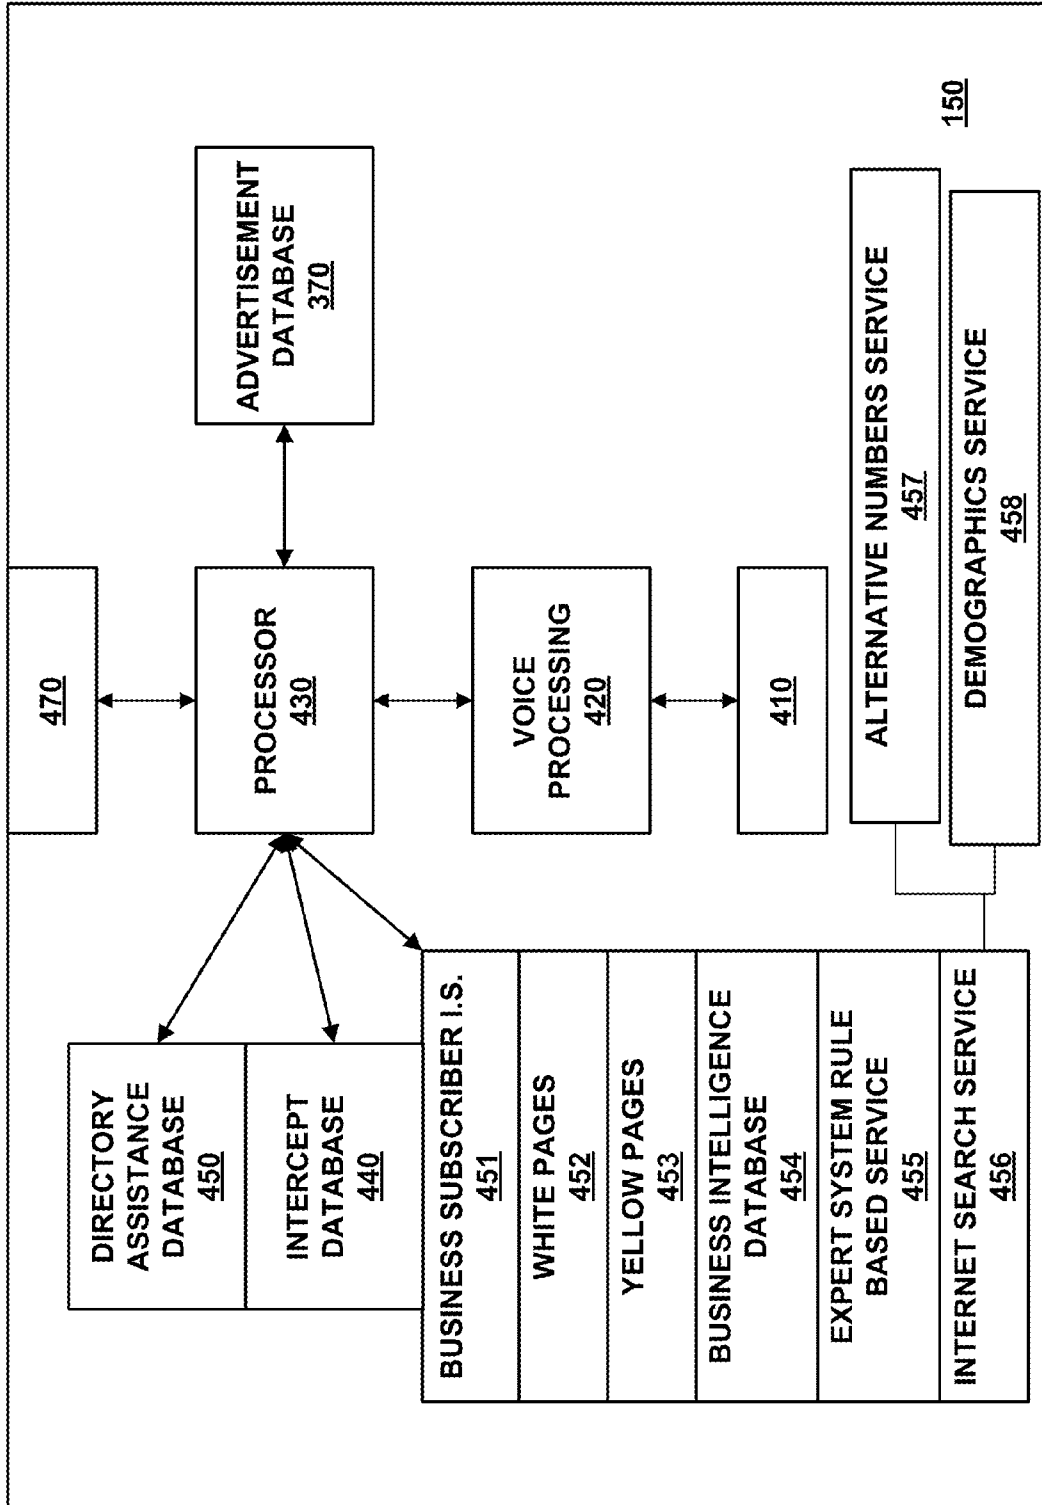 470
PROCESSOR
430
ADVERTISEMENT
DATABASE
370
VOICE
PROCESSING
420
410
DIRECTORY
ASSISTANCE
DATABASE
450
INTERCEPT
DATABASE
440
BUSINESS SUBSCRIBER I.S.
451
WHITE PAGES
452
YELLOW PAGES
453
BUSINESS INTELLIGENCE
DATABASE
454
EXPERT SYSTEM RULE
BASED SERVICE
455
INTERNET SEARCH SERVICE
456
ALTERNATIVE NUMBERS SERVICE
457
DEMOGRAPHICS SERVICE
458
150